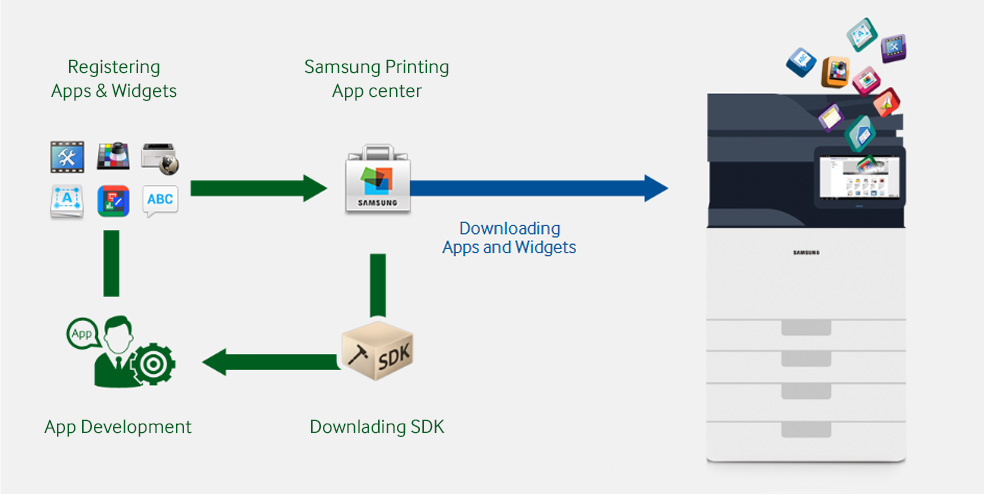 Registering
Apps & Widgets
Samsung Printing
App center
A
ABC
SAMSUNG
Downloading
Apps and Widgets
SAMSUNG
App
SDK
App Development
Downlading SDK